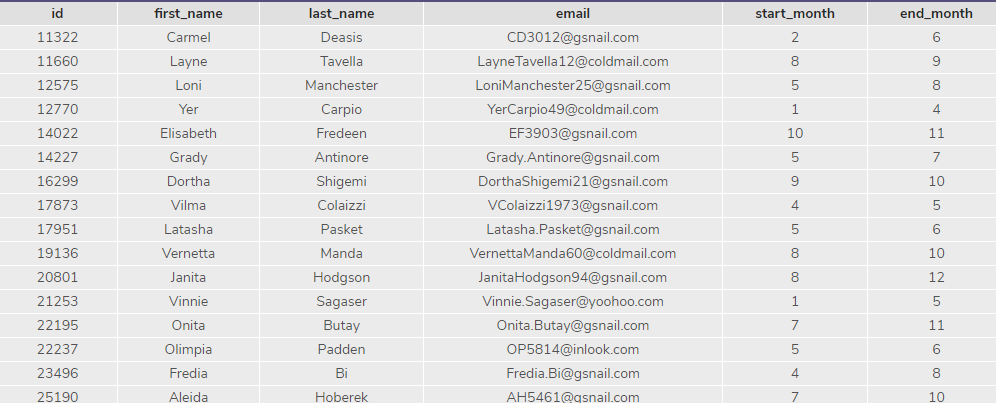 id first_name last_name email start_month end_month
11322 Carmel Deasis CD3012@gsnail.com 2 6
11660 Layne Tavella LayneTavella12@coldmail.com 8 9
12575 Loni Manchester LoniManchester25@gsnail.com 5 8
12770 Yer Carpio YerCarpio49@coldmail.com 1 4
14022 Elisabeth Fredeen EF3903@gsnail.com 10 11
14227 Grady Antinore Grady.Antinore@gsnail.com 5 7
16299 Dortha Shigemi DorthaShigemi21@gsnail.com 9 10
17873 Vilma Colaizzi VColaizzi1973@gsnail.com 4 5
17951 Latasha Pasket Latasha.Pasket@gsnail.com 5 6
19136 Vernetta Manda VernettaManda60@coldmail.com 8 10
20801 Janita Hodgson JanitaHodgson94@gsnail.com 8 12
21253 Vinnie Sagaser Vinnie.Sagaser@yoohoo.com 1 5
22195 Onita Butay Onita.Butay@gsnail.com 7 11
22237 Olimpia Padden OP5814@inlook.com 5 6
23496 Fredia Bi Fredia.Bi@gsnail.com 4 8
25190 Aleida Hoberek AH5461@gsnail.com 7 10